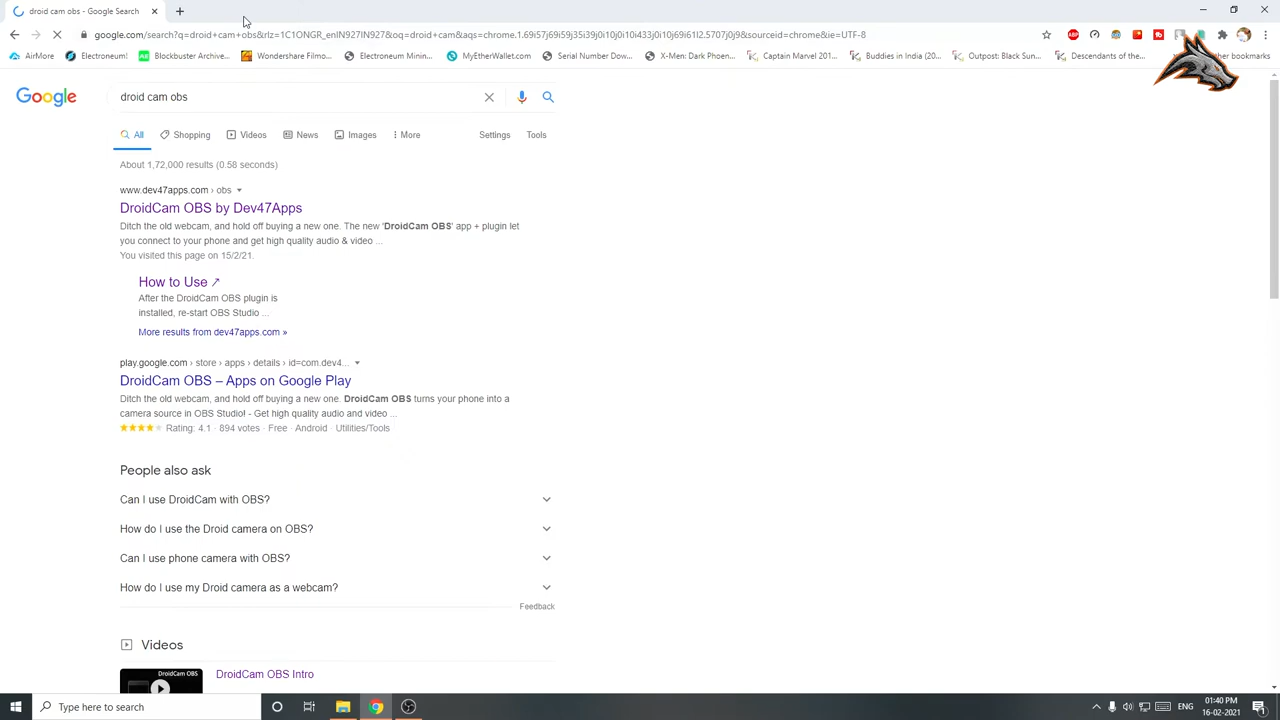 droid cam obs - Google Search
google.com/search?q=droid+cam+obs&rlz=1C1ONGR_enIN927IN927&oq=droid+cam&aqs=chrome.1.69i57j69i59j35i39j0i10j0i10i433j0i10j69i61l2.5707j0j9&sourceid=chrome&ie=UTF-8
AirMore Electroneum! Blockbuster Archive... Wondershare Filmo... Electroneum Minin... MyEtherWallet.com Serial Number Dow... X-Men: Dark Phoen... Captain Marvel 201... Buddies in India (20... Outpost: Black Sun... Descendants of the... bookmarks
Google droid cam obs
All Shopping Videos News Images More Settings Tools
About 1,72,000 results (0.58 seconds)
www.dev47apps.com › obs
DroidCam OBS by Dev47Apps
Ditch the old webcam, and hold off buying a new one. The new 'DroidCam OBS' app + plugin let
you connect to your phone and get high quality audio & video ...
You visited this page on 15/2/21.
How to Use ↗
After the DroidCam OBS plugin is
installed, re-start OBS Studio ...
More results from dev47apps.com »
play.google.com › store › apps › details › id=com.dev4...
DroidCam OBS – Apps on Google Play
Ditch the old webcam, and hold off buying a new one. DroidCam OBS turns your phone into a
camera source in OBS Studio! - Get high quality audio and video ...
Rating: 4.1 · 894 votes · Free · Android · Utilities/Tools
People also ask
Can I use DroidCam with OBS?
How do I use the Droid camera on OBS?
Can I use phone camera with OBS?
How do I use my Droid camera as a webcam?
Feedback
Videos
DroidCam OBS
DroidCam OBS Intro
Type here to search
ENG
01:40 PM
16-02-2021